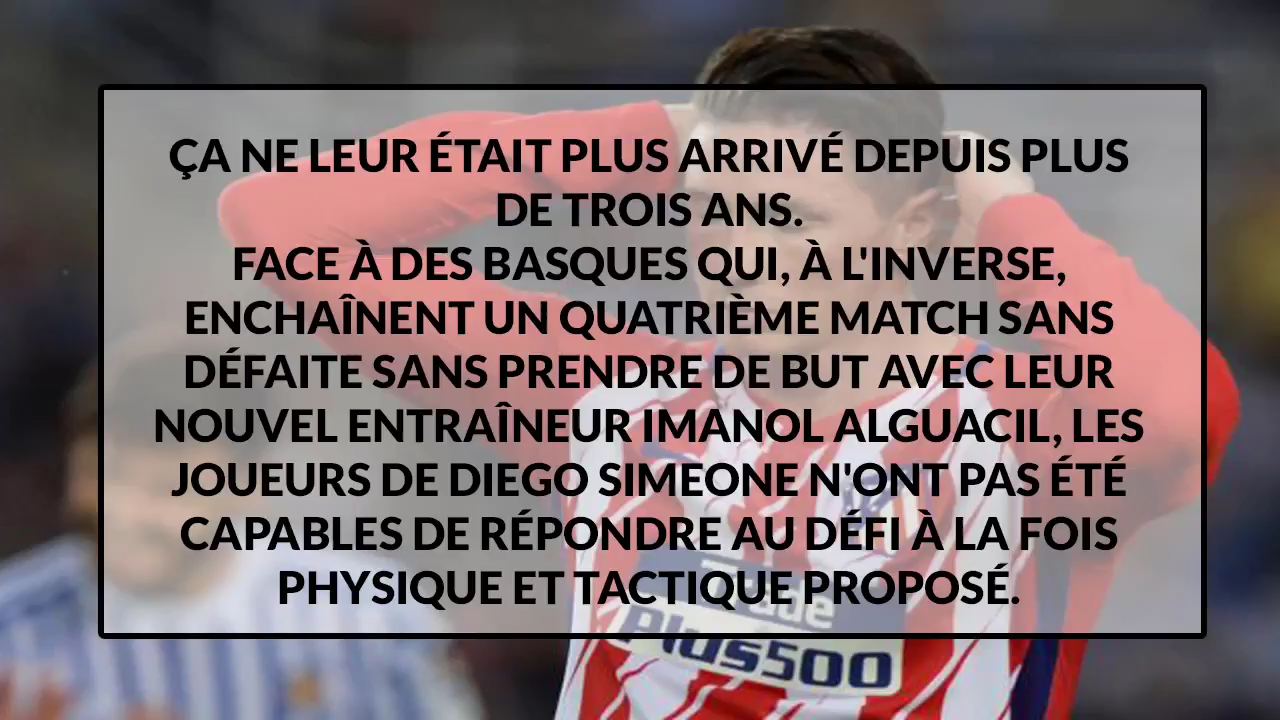 ÇA NE LEUR ÉTAIT PLUS ARRIVÉ DEPUIS PLUS
DE TROIS ANS.
FACE À DES BASQUES QUI, À L'INVERSE,
ENCHAÎNENT UN QUATRIÈME MATCH SANS
DÉFAITE SANS PRENDRE DE BUT AVEC LEUR
NOUVEL ENTRAÎNEUR IMANOL ALGUACIL, LES
JOUEURS DE DIEGO SIMEONE N'ONT PAS ÉTÉ
CAPABLES DE RÉPONDRE AU DÉFI À LA FOIS
PHYSIQUE ET TACTIQUE PROPOSÉ.
Plus500